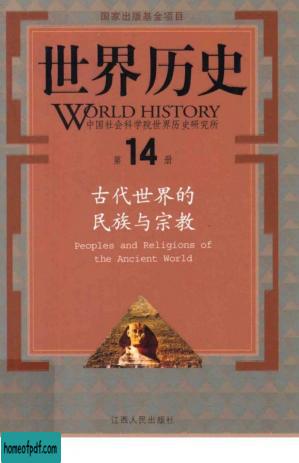 国家出版基金项目
世界历史
WORLD HISTORY
中国社会科学院世界历史研究所
第14册
古代世界的
民族与宗教
Peoples and Religions of
the Ancient World
江西人民出版社
homeofpdf.com